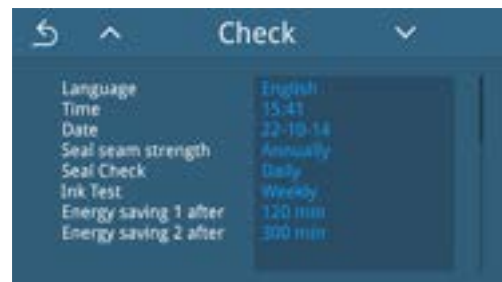 Check
Language English
Time 15:41
Date 22-10-14
Seal seam strength Annually
Seal Check Daily
Ink Test Weekly
Energy saving 1 after 120 min
Energy saving 2 after 300 min